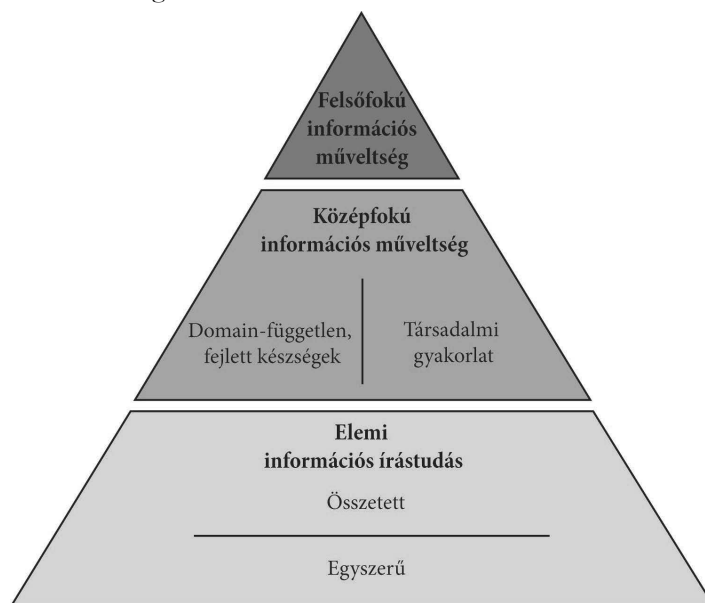 Felsőfokú
információs
műveltség
Középfokú
információs műveltség
Domain-független,
fejlett készségek
Társadalmi
gyakorlat
Elemi
információs írástudás
Összetett
Egyszerű